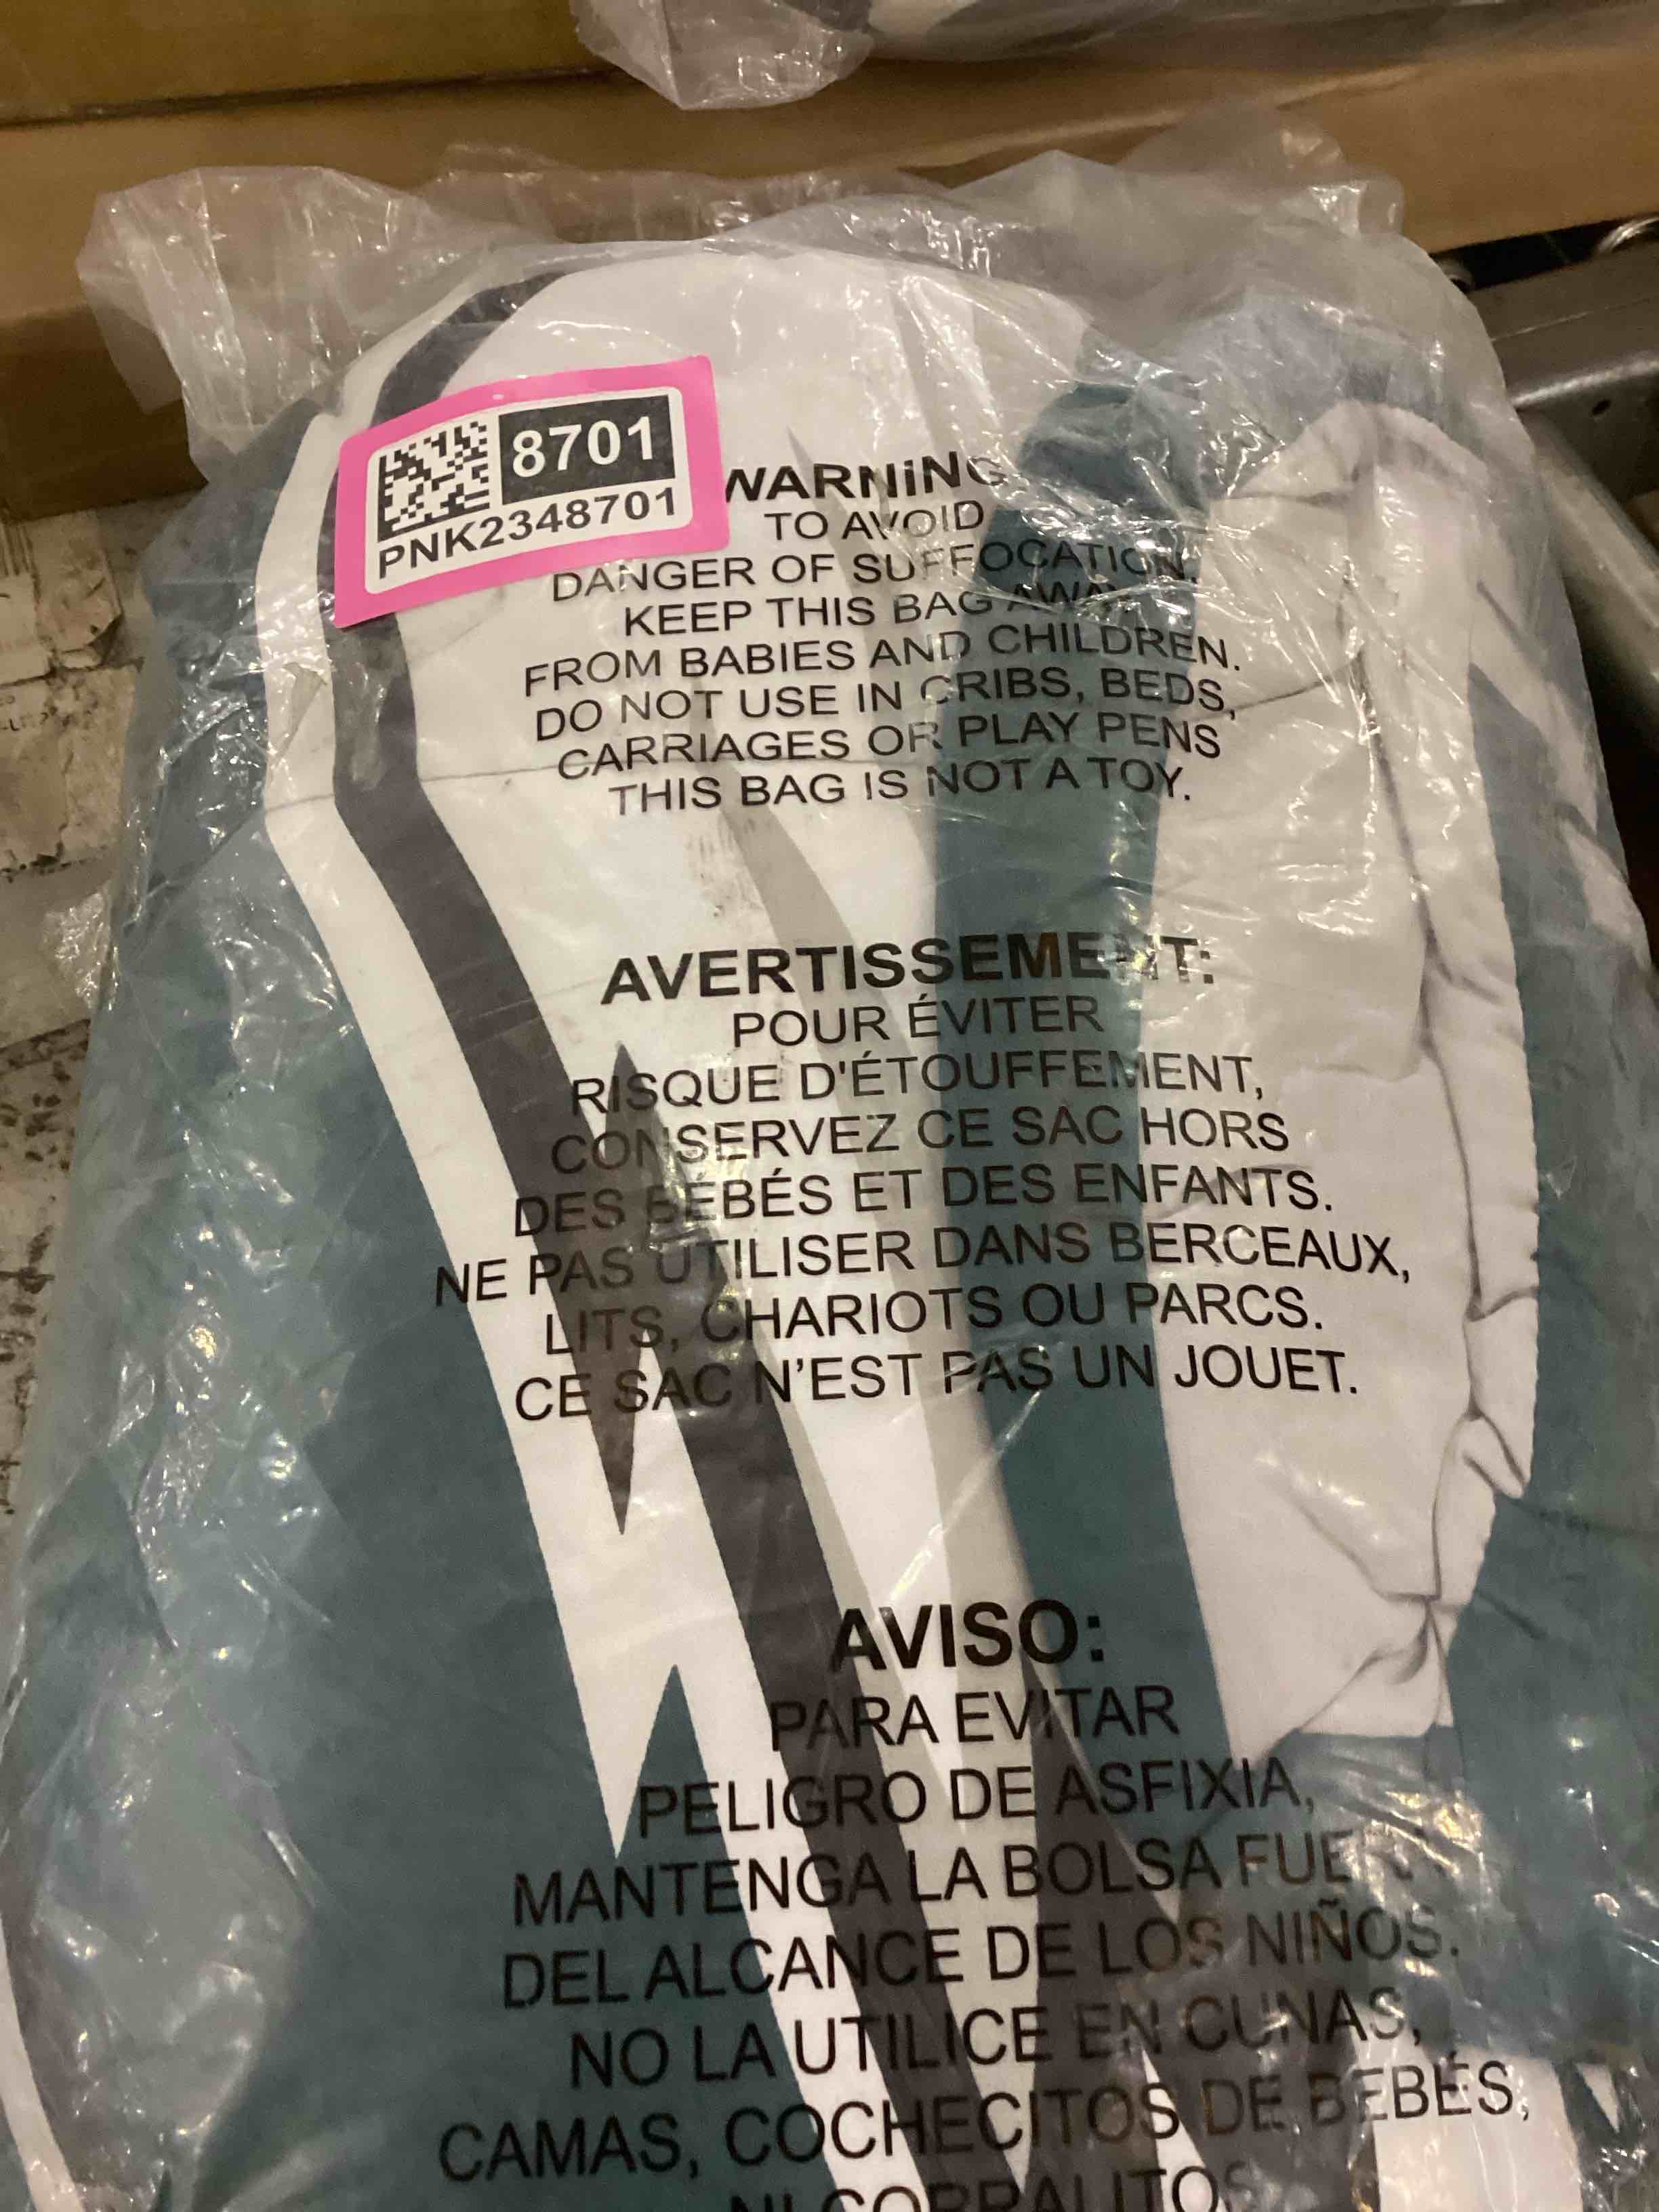 8701
PNK2348701
WARNING
TO AVOID
DANGER OF SUFFOCATION,
KEEP THIS BAG AWAY
FROM BABIES AND CHILDREN.
DO NOT USE IN CRIBS, BEDS,
CARRIAGES OR PLAY PENS
THIS BAG IS NOT A TOY.
AVERTISSEMENT:
POUR ÉVITER
RISQUE D'ÉTOUFFEMENT,
CONSERVEZ CE SAC HORS
DES BÉBÉS ET DES ENFANTS.
NE PAS UTILISER DANS BERCEAUX,
LITS, CHARIOTS OU PARCS.
CE SAC N'EST PAS UN JOUET.
AVISO:
PARA EVITAR
PELIGRO DE ASFIXIA,
MANTENGA LA BOLSA FUERA
DEL ALCANCE DE LOS NIÑOS.
NO LA UTILICE EN CUNAS,
CAMAS, COCHECITOS DE BEBÉS,
NI CORRALITOS